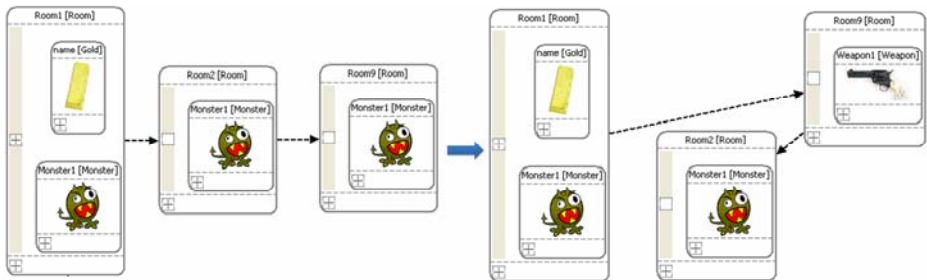 Room1 [Room]
name [Gold]
Monster1 [Monster]
Room2 [Room]
Monster1 [Monster]
Room9 [Room]
Monster1 [Monster]
Room1 [Room]
name [Gold]
Monster1 [Monster]
Room2 [Room]
Monster1 [Monster]
Room9 [Room]
Weapon1 [Weapon]